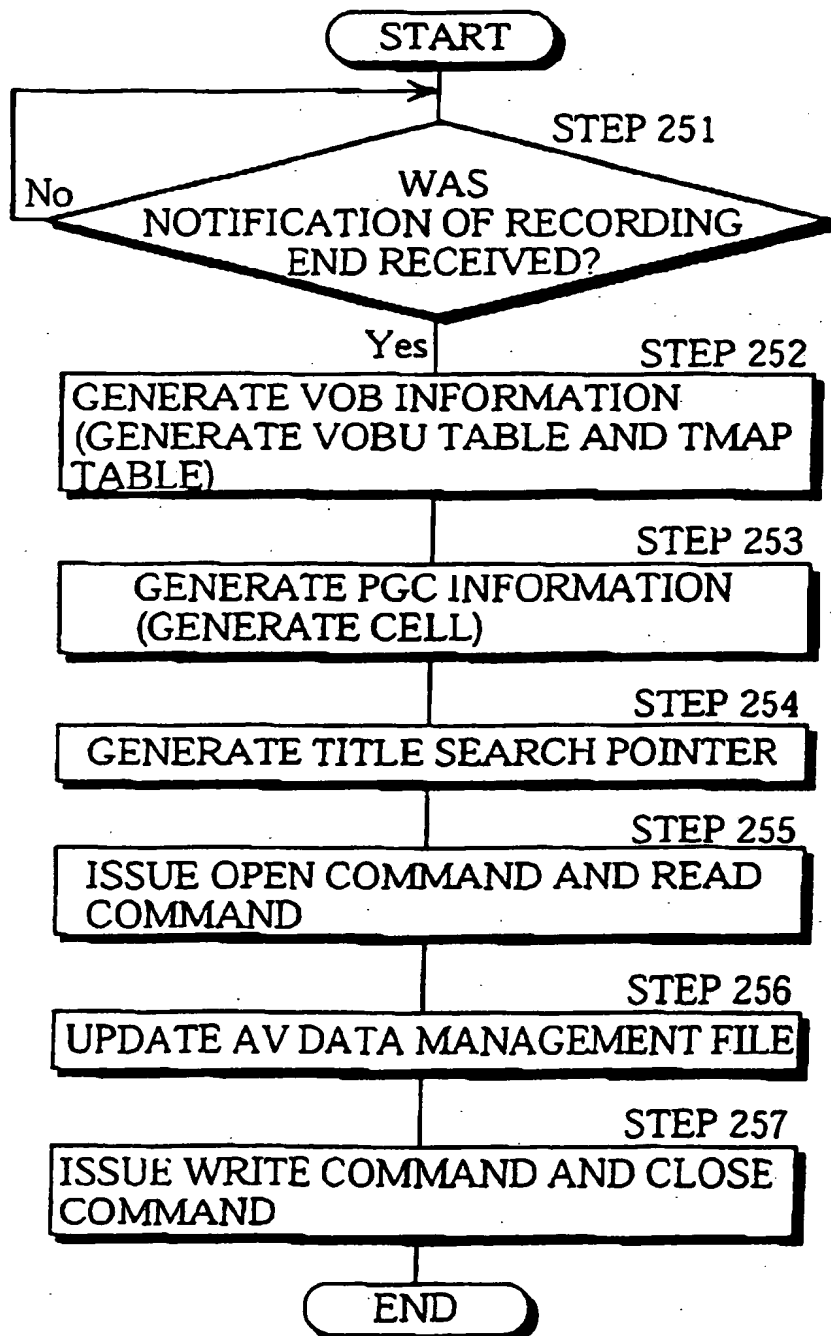 START
STEP 251
No
WAS
NOTIFICATION OF RECORDING
END RECEIVED?
Yes
STEP 252
GENERATE VOB INFORMATION
(GENERATE VOBU TABLE AND TMAP
TABLE)
STEP 253
GENERATE PGC INFORMATION
(GENERATE CELL)
STEP 254
GENERATE TITLE SEARCH POINTER
STEP 255
ISSUE OPEN COMMAND AND READ
COMMAND
STEP 256
UPDATE AV DATA MANAGEMENT FILE
STEP 257
ISSUE WRITE COMMAND AND CLOSE
COMMAND
END